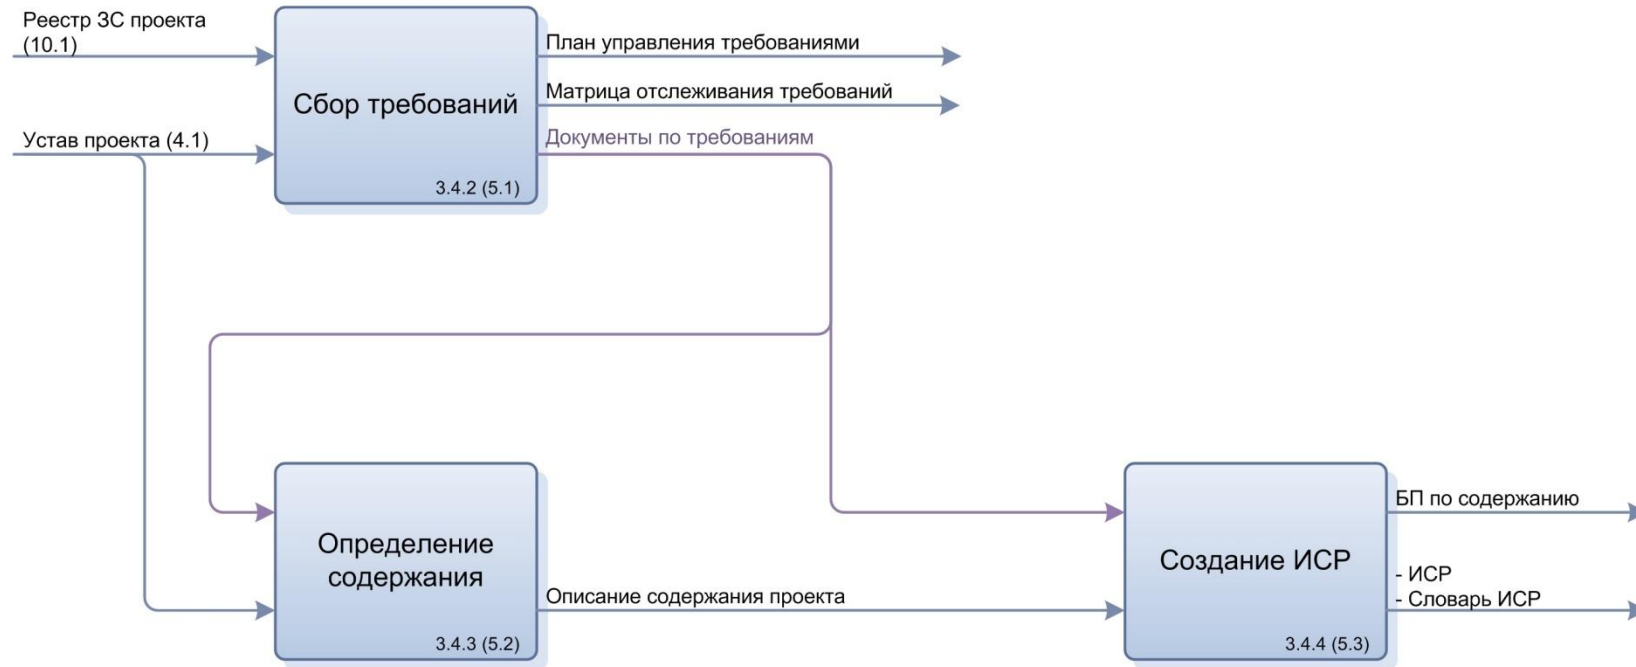 Реестр ЗС проекта
(10.1)
План управления требованиями
Сбор требований
Матрица отслеживания требований
Устав проекта (4.1)
Документы по требованиям
3.4.2 (5.1)
БП по содержанию
Определение
содержания
Создание ИСР
- ИСР
- Словарь ИСР
Описание содержания проекта
3.4.3 (5.2)
3.4.4 (5.3)